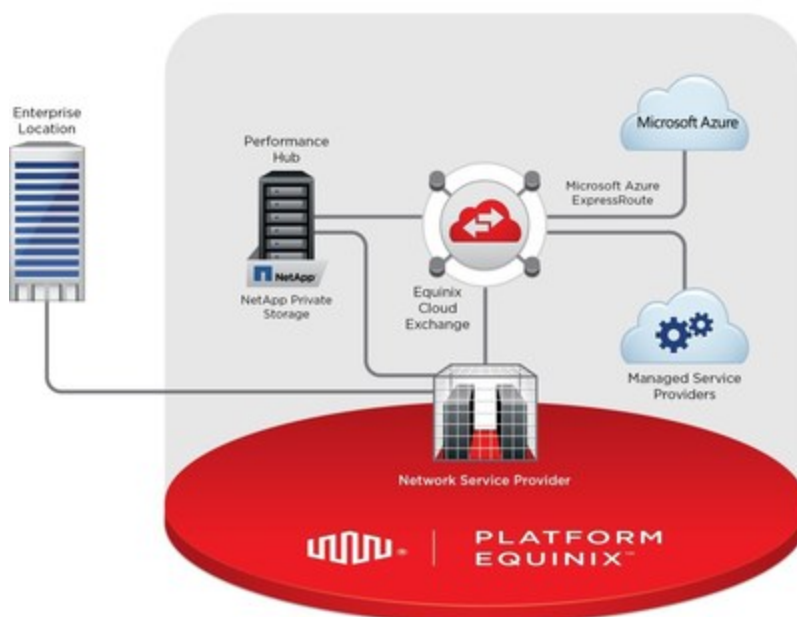 Enterprise
Location
Performance
Hub
NetApp
NetApp Private
Storage
Equinix
Cloud
Exchange
Microsoft Azure
Microsoft Azure
ExpressRoute
Managed Service
Providers
Network Service Provider
PLATFORM
EQUINIX™